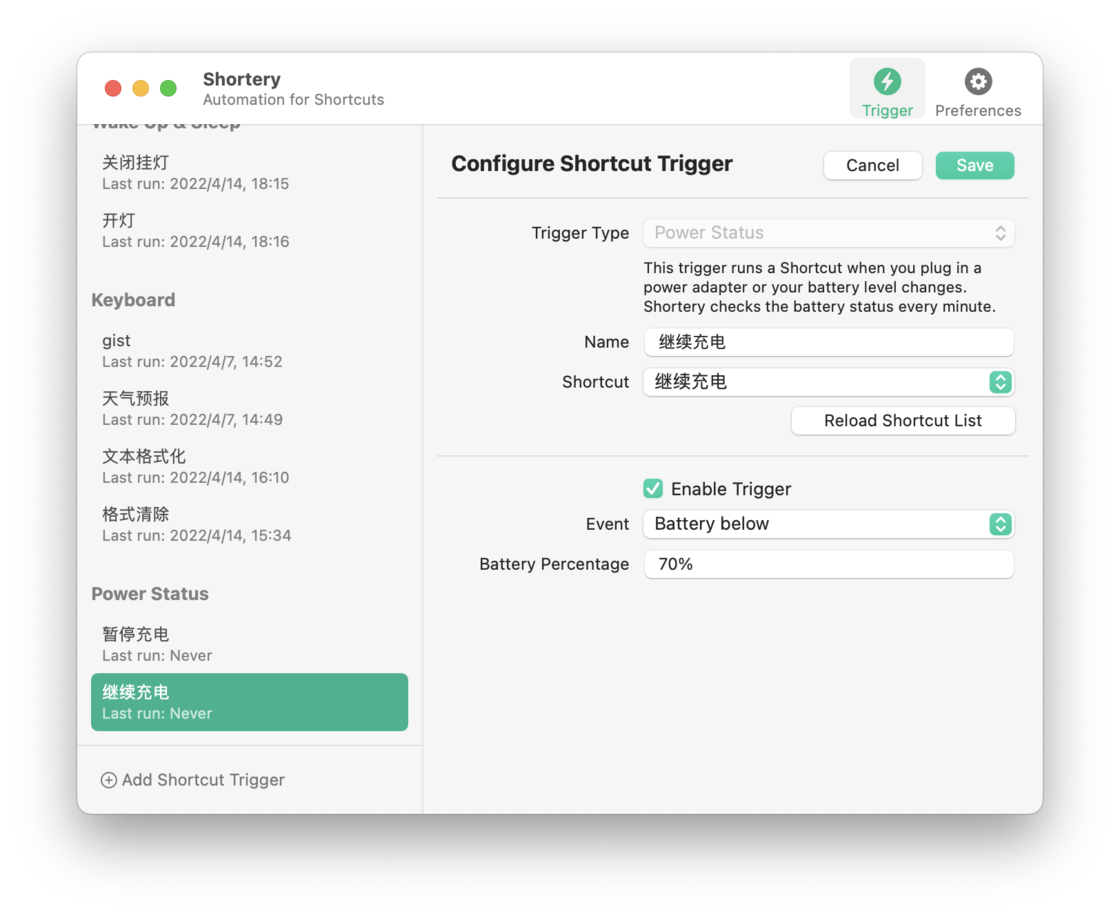 Shortery
Automation for Shortcuts
Trigger
Preferences
Wake Up & Sleep
关闭挂灯
Last run: 2022/4/14, 18:15
开灯
Last run: 2022/4/14, 18:16
Keyboard
gist
Last run: 2022/4/7, 14:52
天气预报
Last run: 2022/4/7, 14:49
文本格式化
Last run: 2022/4/14, 16:10
格式清除
Last run: 2022/4/14, 15:34
Power Status
暂停充电
Last run: Never
继续充电
Last run: Never
Add Shortcut Trigger
Configure Shortcut Trigger
Cancel
Save
Trigger Type
Power Status
This trigger runs a Shortcut when you plug in a
power adapter or your battery level changes.
Shortery checks the battery status every minute.
Name
继续充电
Shortcut
继续充电
Reload Shortcut List
Enable Trigger
Event
Battery below
Battery Percentage
70%